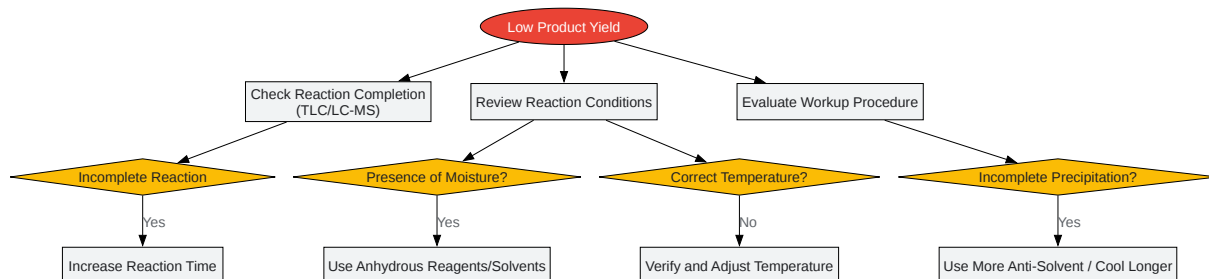 Low Product Yield
Check Reaction Completion
(TLC/LC-MS)
Review Reaction Conditions
Evaluate Workup Procedure
Incomplete Reaction
Presence of Moisture?
Correct Temperature?
Incomplete Precipitation?
Yes
Yes
No
Yes
Increase Reaction Time
Use Anhydrous Reagents/Solvents
Verify and Adjust Temperature
Use More Anti-Solvent / Cool Longer